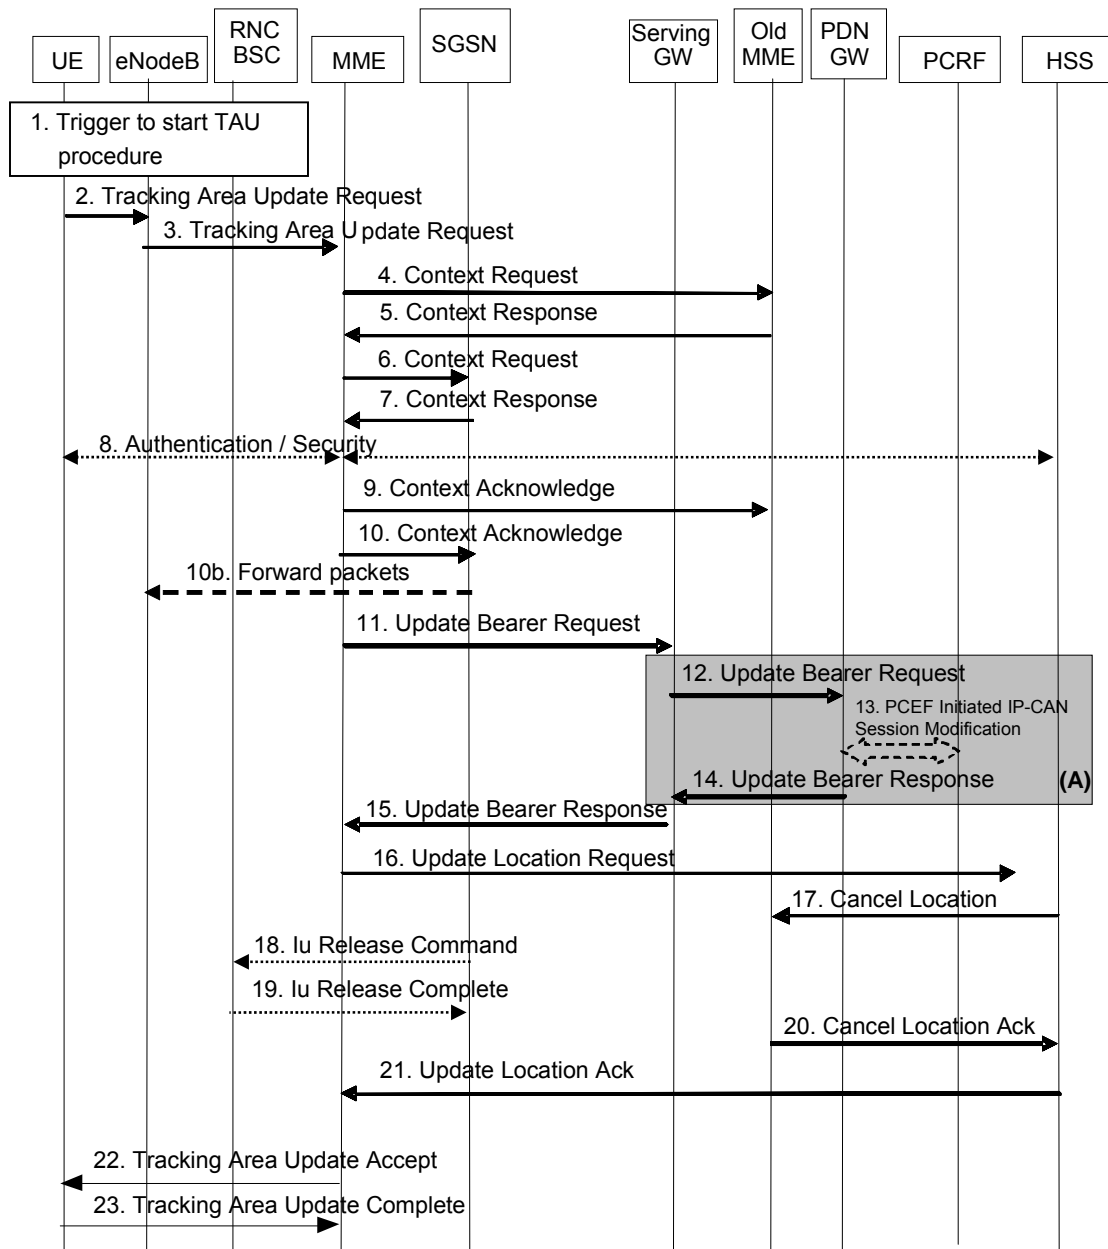 UE
eNodeB
RNC
BSC
MME
SGSN
Serving
GW
Old
MME
PDN
GW
PCRF
HSS
1. Trigger to start TAU
procedure
2. Tracking Area Update Request
3. Tracking Area Update Request
4. Context Request
5. Context Response
6. Context Request
7. Context Response
8. Authentication / Security
9. Context Acknowledge
10. Context Acknowledge
10b. Forward packets
11. Update Bearer Request
12. Update Bearer Request
13. PCEF Initiated IP-CAN
Session Modification
14. Update Bearer Response
(A)
15. Update Bearer Response
16. Update Location Request
17. Cancel Location
18. Iu Release Command
19. Iu Release Complete
20. Cancel Location Ack
21. Update Location Ack
22. Tracking Area Update Accept
23. Tracking Area Update Complete